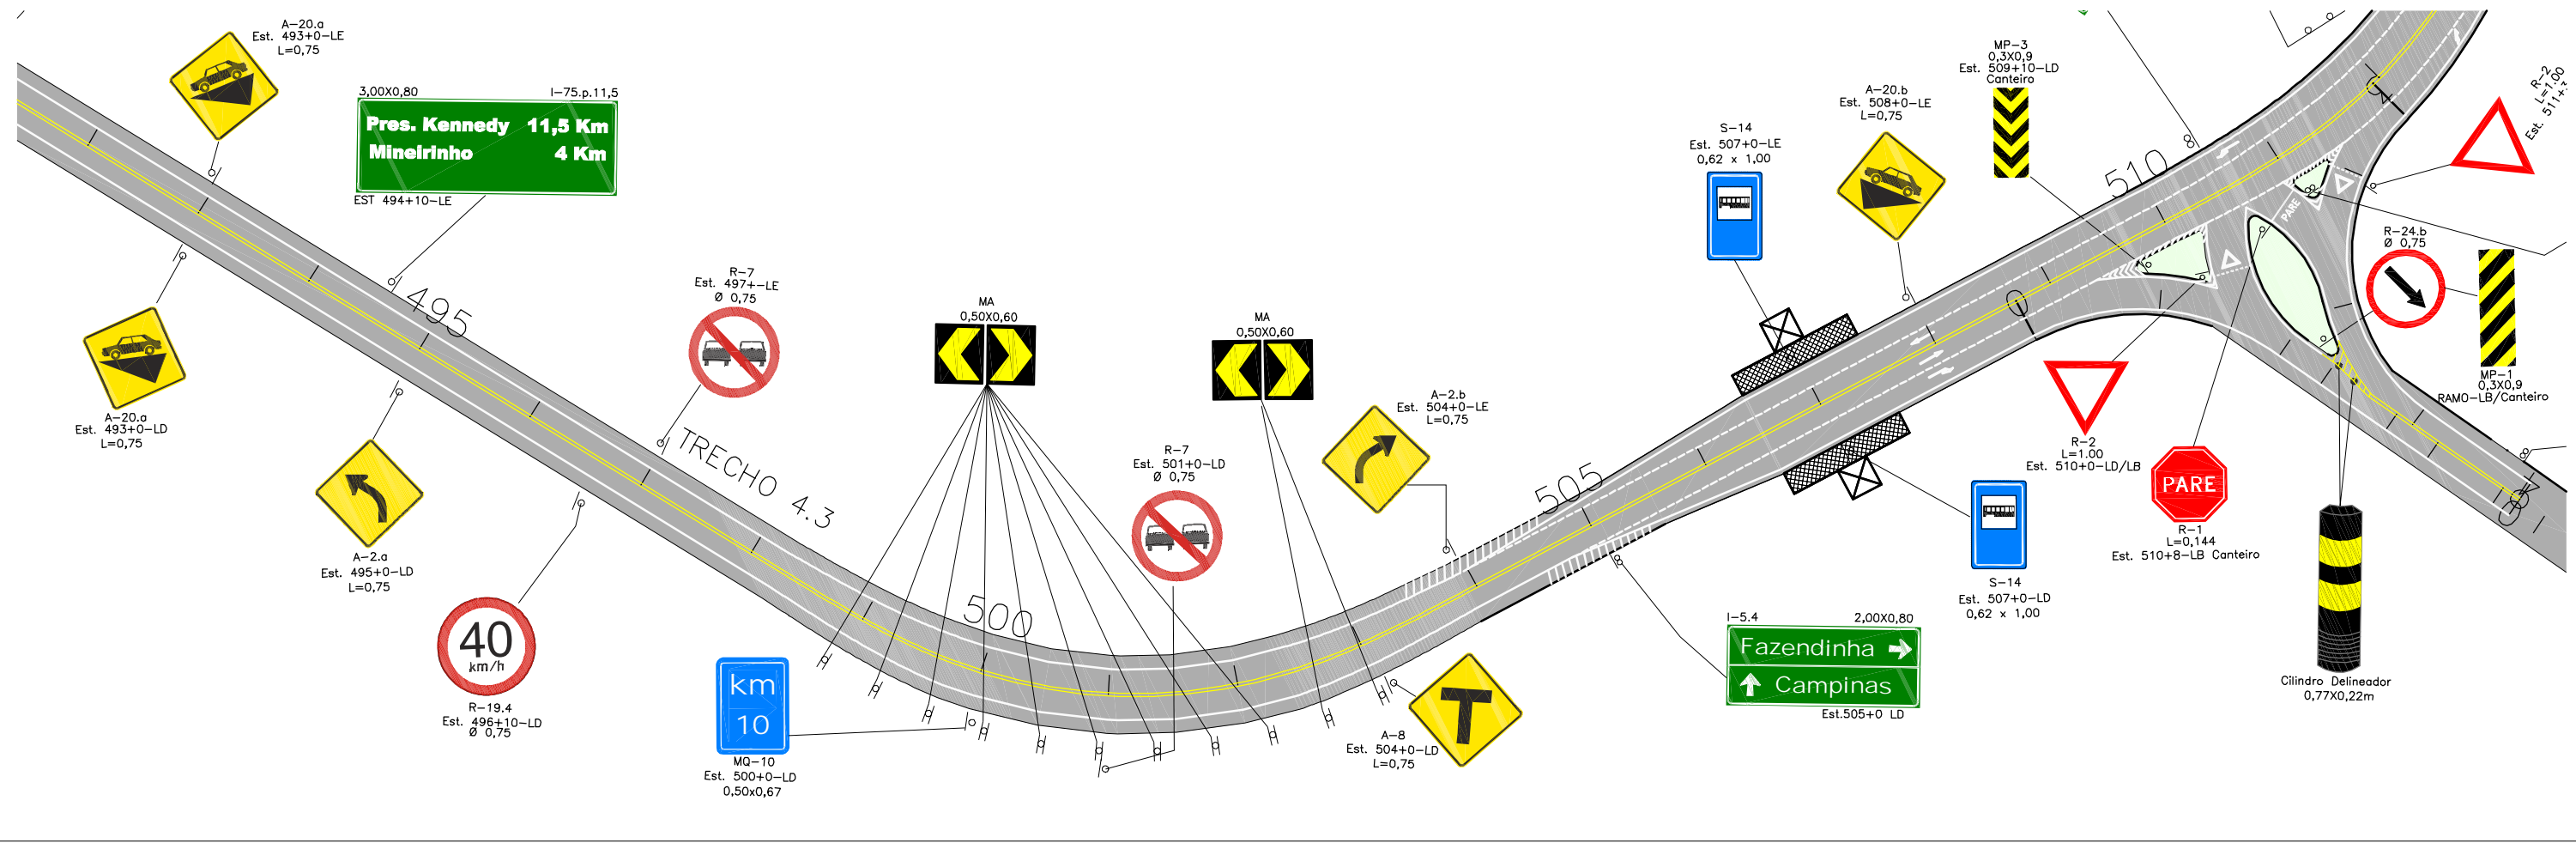 A-20.a
Est. 493+0-LE
L=0,75
3,00X0,80
I-75.p.11,5
Pres. Kennedy 11,5 Km
Mineirinho 4 Km
EST 494+10-LE
A-20.a
Est. 493+0-LD
L=0,75
495
A-2.a
Est. 495+0-LD
L=0,75
40
km/h
R-19.4
Est. 496+10-LD
Ø 0,75
R-7
Est. 497+-LE
Ø 0,75
TRECHO 4.3
MA
0,50X0,60
500
km
10
MQ-10
Est. 500+0-LD
0,50x0,67
R-7
Est. 501+0-LD
Ø 0,75
MA
0,50X0,60
A-2.b
Est. 504+0-LE
L=0,75
505
A-8
Est. 504+0-LD
L=0,75
I-5.4
2,00X0,80
Fazendinha
Campinas
Est.505+0 LD
S-14
Est. 507+0-LE
0,62 x 1,00
A-20.b
Est. 508+0-LE
L=0,75
MP-3
0,3X0,9
Est. 509+10-LD
Canteiro
S-14
Est. 507+0-LD
0,62 x 1,00
0
510
PARE
R-2
L=1.00
Est. 510+0-LD/LB
PARE
R-1
L=0,144
Est. 510+8-LB Canteiro
R-2
L=1.00
Est. 511+
R-24.b
Ø 0,75
MP-1
0,3X0,9
RAMO-LB/Canteiro
Cilindro Delineador
0,77X0,22m